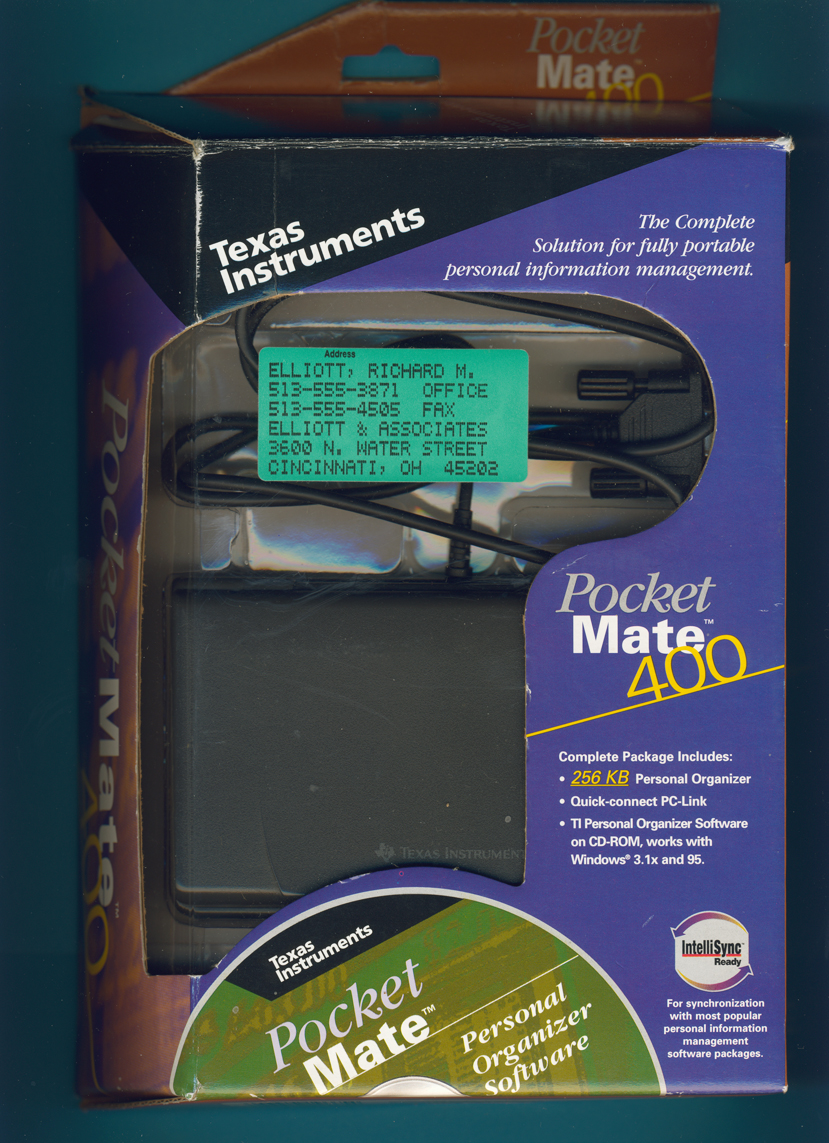 Pocket
Mate
400
Texas
Instruments
The Complete
Solution for fully portable
personal information management.
Address
ELLIOTT, RICHARD M.
513-555-3871 OFFICE
513-555-4505 FAX
ELLIOTT & ASSOCIATES
3600 N. WATER STREET
CINCINNATI, OH 45202
Pocket Mate™ 400
Pocket
Mate™
400
Complete Package Includes:
• 256 KB Personal Organizer
• Quick-connect PC-Link
• TI Personal Organizer Software
on CD-ROM, works with
Windows® 3.1x and 95.
TEXAS INSTRUMENT
Texas
Instruments
Pocket
Mate™
Personal
Organizer
Software
IntelliSync™
Ready
For synchronization
with most popular
personal information
management
software packages.